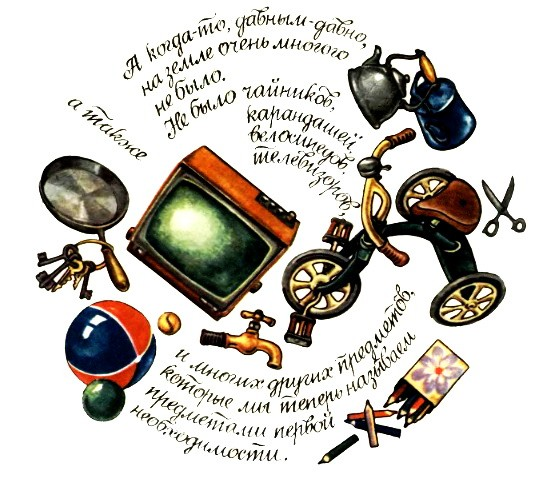 А когда-то, давным-давно,
на земле очень многого
не было.
Не было чайников,
карандашей,
велосипедов,
телевизоров,
а также
и многих других предметов,
которые мы теперь называем
предметами первой
необходимости.